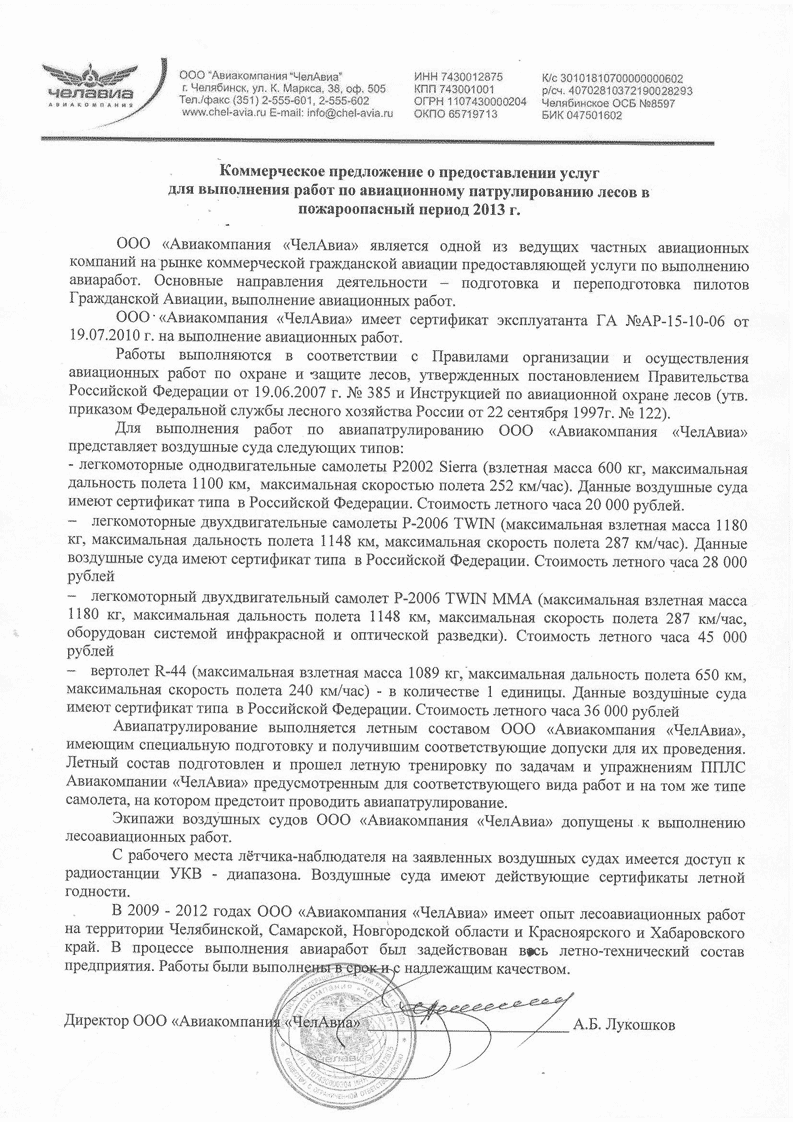 ЧЕЛАВИА
АВИАКОМПАНИЯ
ООО "Авиакомпания "ЧелАвиа"
г. Челябинск, ул. К. Маркса, 38, оф. 505
Тел./факс (351) 2-555-601, 2-555-602
www.chel-avia.ru E-mail: info@chel-avia.ru
ИНН 7430012875
КПП 743001001
ОГРН 1107430000204
ОКПО 65719713
К/с 30101810700000000602
р/сч. 40702810372190028293
Челябинское ОСБ №8597
БИК 047501602
Коммерческое предложение о предоставлении услуг
для выполнения работ по авиационному патрулированию лесов в
пожароопасный период 2013 г.
ООО «Авиакомпания «ЧелАвиа» является одной из ведущих частных авиационных
компаний на рынке коммерческой гражданской авиации предоставляющей услуги по выполнению
авиаработ. Основные направления деятельности – подготовка и переподготовка пилотов
Гражданской Авиации, выполнение авиационных работ.
ООО «Авиакомпания «ЧелАвиа» имеет сертификат эксплуатанта ГА №АР-15-10-06 от
19.07.2010 г. на выполнение авиационных работ.
Работы выполняются в соответствии с Правилами организации и осуществления
авиационных работ по охране и защите лесов, утвержденных постановлением Правительства
Российской Федерации от 19.06.2007 г. № 385 и Инструкцией по авиационной охране лесов (утв.
приказом Федеральной службы лесного хозяйства России от 22 сентября 1997г. № 122).
Для выполнения работ по авиапатрулированию ООО «Авиакомпания «ЧелАвиа»
представляет воздушные суда следующих типов:
- легкомоторные однодвигательные самолеты Р2002 Sierra (взлетная масса 600 кг, максимальная
дальность полета 1100 км, максимальная скоростью полета 252 км/час). Данные воздушные суда
имеют сертификат типа в Российской Федерации. Стоимость летного часа 20 000 рублей.
– легкомоторные двухдвигательные самолеты Р-2006 TWIN (максимальная взлетная масса 1180
кг, максимальная дальность полета 1148 км, максимальная скорость полета 287 км/час). Данные
воздушные суда имеют сертификат типа в Российской Федерации. Стоимость летного часа 28 000
рублей
– легкомоторный двухдвигательный самолет Р-2006 TWIN MMA (максимальная взлетная масса
1180 кг, максимальная дальность полета 1148 км, максимальная скорость полета 287 км/час,
оборудован системой инфракрасной и оптической разведки). Стоимость летного часа 45 000
рублей
– вертолет R-44 (максимальная взлетная масса 1089 кг, максимальная дальность полета 650 км,
максимальная скорость полета 240 км/час) - в количестве 1 единицы. Данные воздушные суда
имеют сертификат типа в Российской Федерации. Стоимость летного часа 36 000 рублей
Авиапатрулирование выполняется летным составом ООО «Авиакомпания «ЧелАвиа»,
имеющим специальную подготовку и получившим соответствующие допуски для их проведения.
Летный состав подготовлен и прошел летную тренировку по задачам и упражнениям ППЛС
Авиакомпании «ЧелАвиа» предусмотренным для соответствующего вида работ и на том же типе
самолета, на котором предстоит проводить авиапатрулирование.
Экипажи воздушных судов ООО «Авиакомпания «ЧелАвиа» допущены к выполнению
лесоавиационных работ.
С рабочего места лётчика-наблюдателя на заявленных воздушных судах имеется доступ к
радиостанции УКВ - диапазона. Воздушные суда имеют действующие сертификаты летной
годности.
В 2009 - 2012 годах ООО «Авиакомпания «ЧелАвиа» имеет опыт лесоавиационных работ
на территории Челябинской, Самарской, Новгородской области и Красноярского и Хабаровского
край. В процессе выполнения авиаработ был задействован весь летно-технический состав
предприятия. Работы были выполнены в срок и с надлежащим качеством.
Директор ООО «Авиакомпания «ЧелАвиа» А.Б. Лукошков